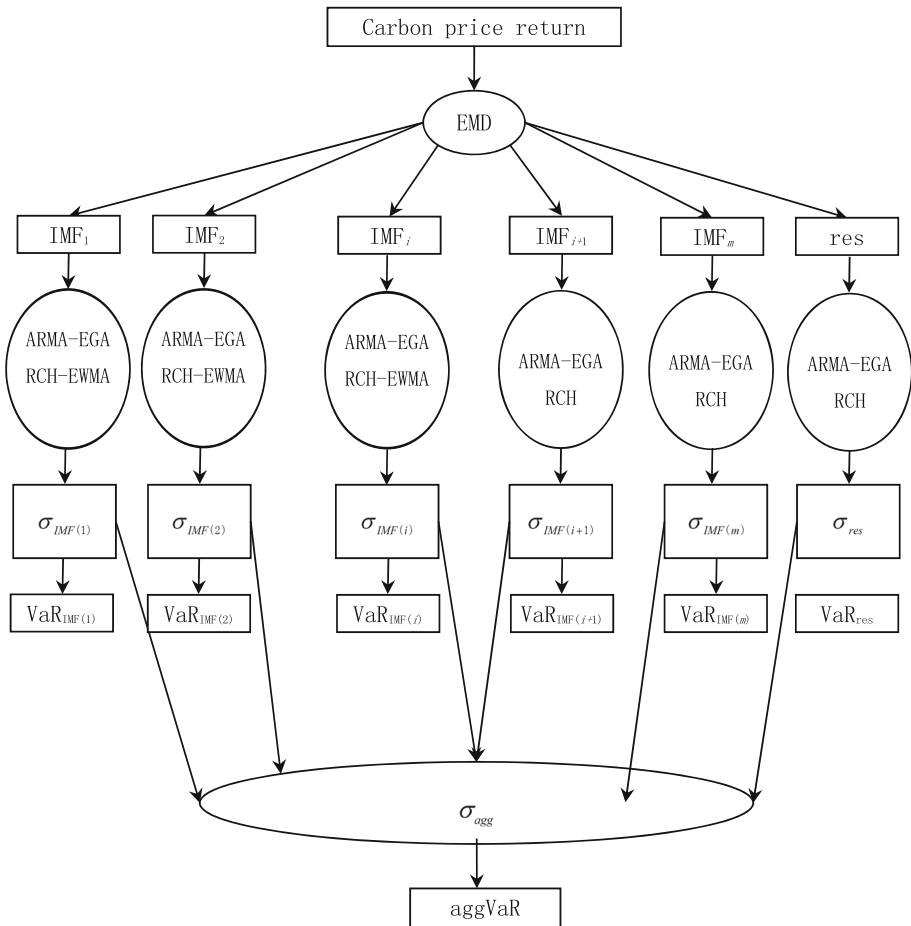 Carbon price return
EMD
IMF₁ IMF₂ IMFᵢ IMFᵢ₊₁ IMFₘ res
ARMA-EGA ARMA-EGA ARMA-EGA ARMA-EGA ARMA-EGA ARMA-EGA
RCH-EWMA RCH-EWMA RCH-EWMA RCH RCH RCH
σ_IMF(1) σ_IMF(2) σ_IMF(i) σ_IMF(i+1) σ_IMF(m) σ_res
VaR_IMF(1) VaR_IMF(2) VaR_IMF(i) VaR_IMF(i+1) VaR_IMF(m) VaR_res
σ_agg
aggVaR